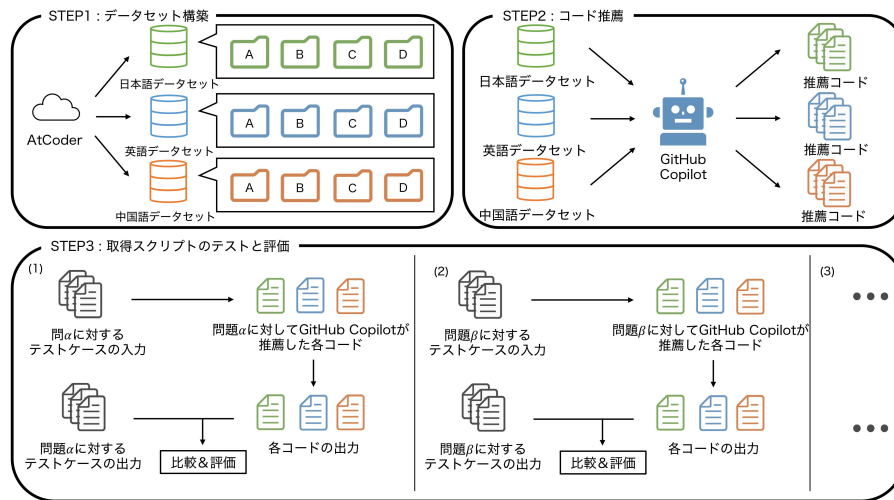 STEP1 : データセット構築
日本語データセット
A
B
C
D
AtCoder
英語データセット
A
B
C
D
中国語データセット
A
B
C
D
STEP2 : コード推薦
日本語データセット
英語データセット
中国語データセット
GitHub
Copilot
推薦コード
推薦コード
推薦コード
STEP3 : 取得スクリプトのテストと評価
(1)
問αに対する
テストケースの入力
問題αに対してGitHub Copilotが
推薦した各コード
問題αに対する
テストケースの出力
比較&評価
各コードの出力
(2)
問題βに対する
テストケースの入力
問題βに対してGitHub Copilotが
推薦した各コード
問題βに対する
テストケースの出力
比較&評価
各コードの出力
(3)
•••
•••